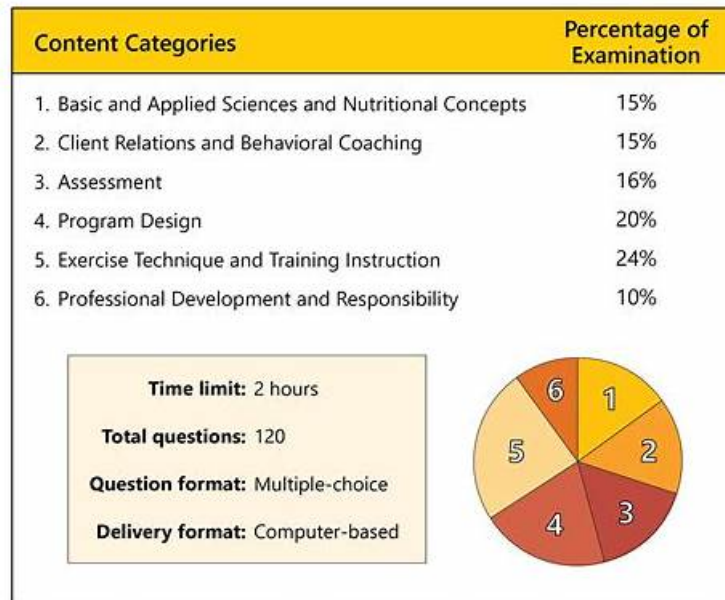 Content Categories
Percentage of
Examination
1. Basic and Applied Sciences and Nutritional Concepts 15%
2. Client Relations and Behavioral Coaching 15%
3. Assessment 16%
4. Program Design 20%
5. Exercise Technique and Training Instruction 24%
6. Professional Development and Responsibility 10%
Time limit: 2 hours
Total questions: 120
Question format: Multiple-choice
Delivery format: Computer-based
6 1
5 2
4 3